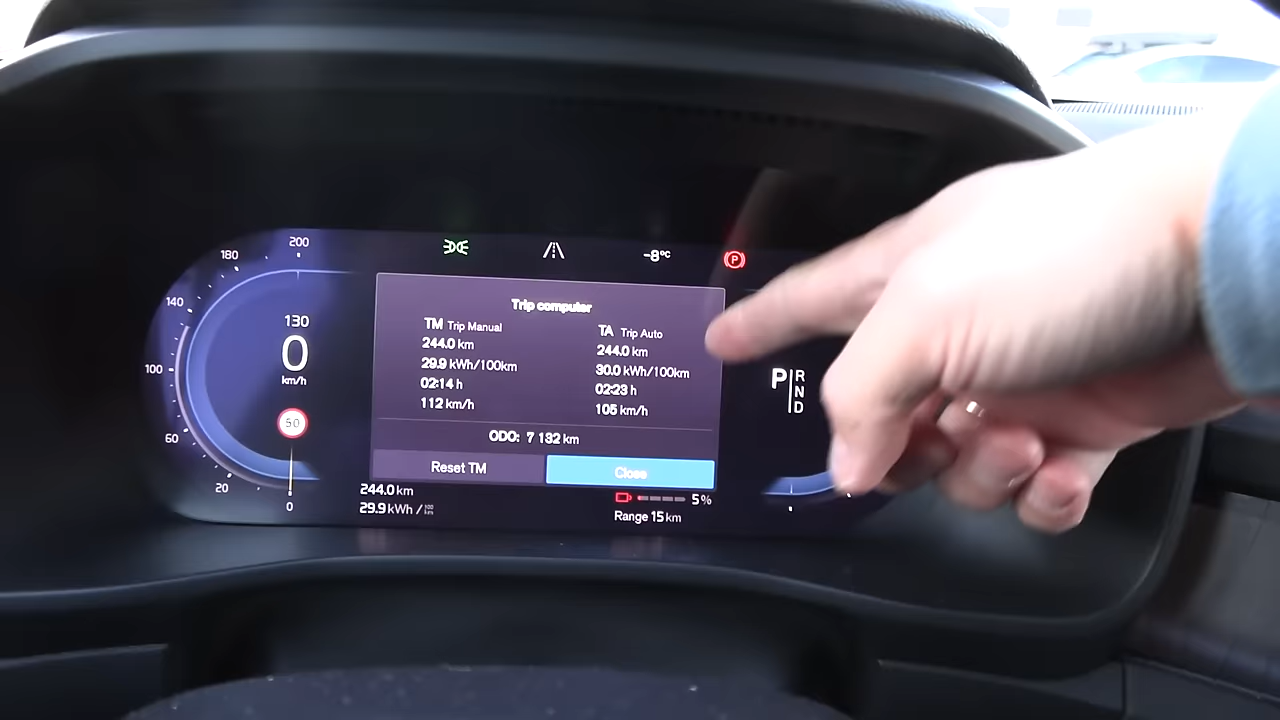 200
180
140
100
60
20
0
130
0
km/h
50
-8°C
P
Trip computer
TM Trip Manual
244.0 km
29.9 kWh/100km
02:14 h
112 km/h
TA Trip Auto
244.0 km
30.0 kWh/100km
02:23 h
105 km/h
ODO: 7 132 km
Reset TM
Close
244.0 km
29.9 kWh / 100 km
5%
Range 15 km
P
R
N
D